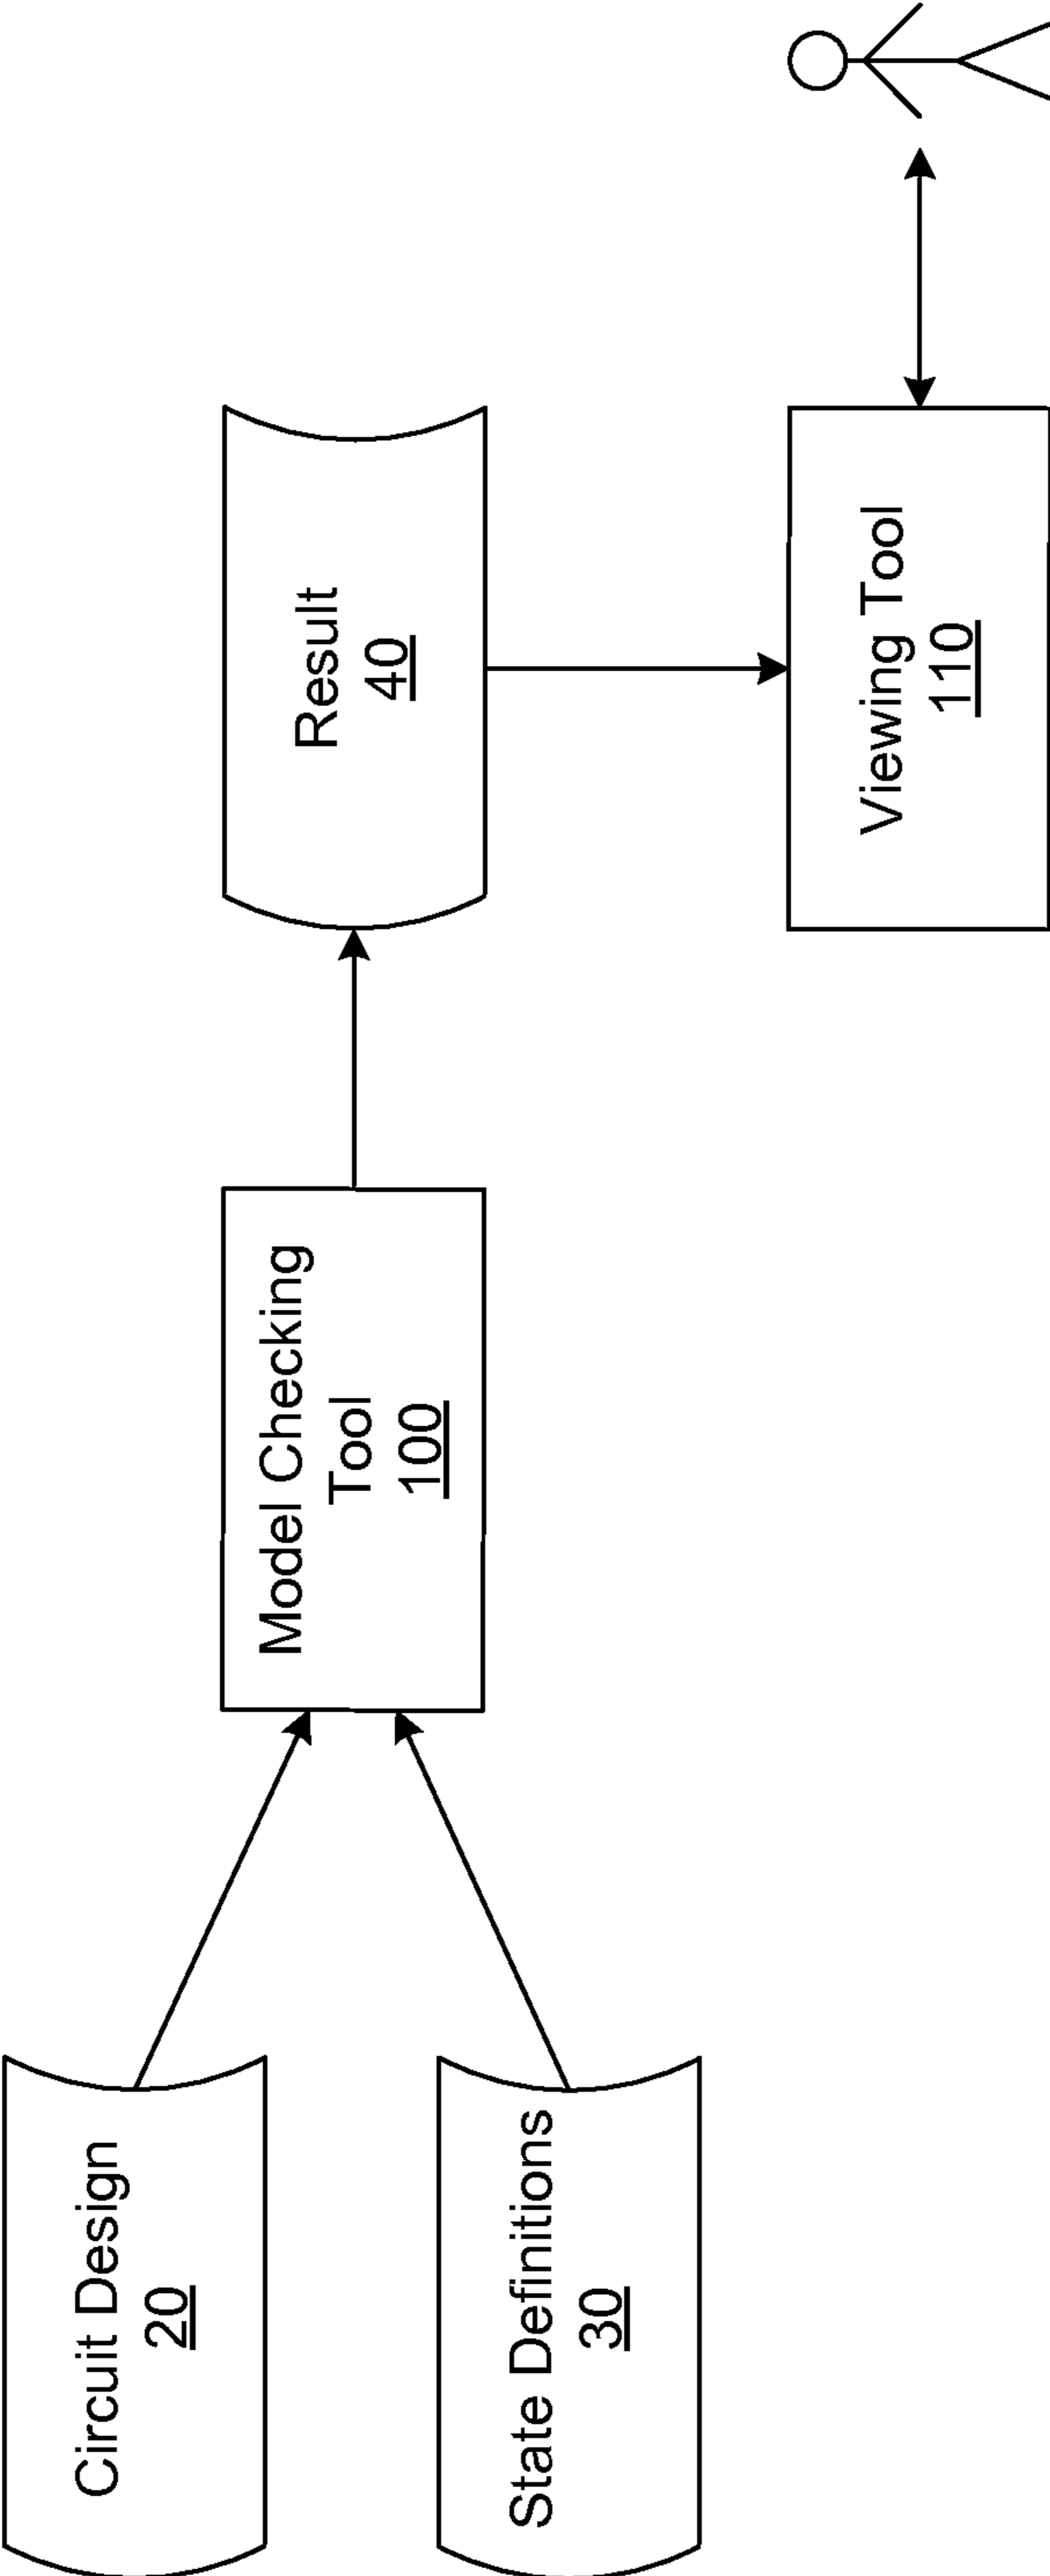 Circuit Design
20
State Definitions
30
Model Checking
Tool
100
Result
40
Viewing Tool
110